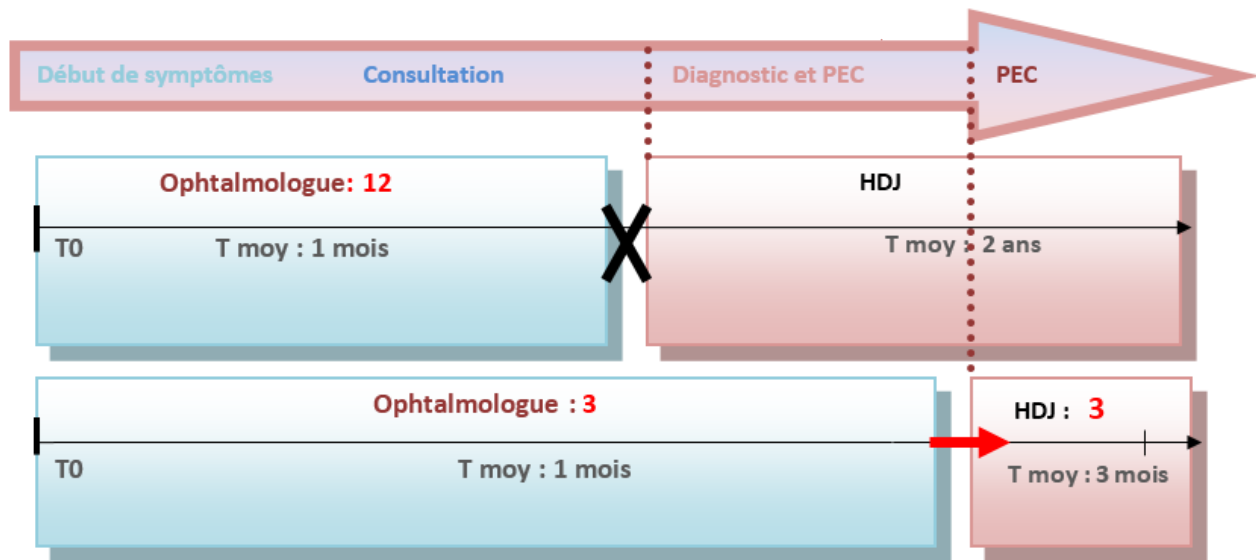 Début de symptômes Consultation Diagnostic et PEC PEC
Ophtalmologue: 12 HDJ
T0 T moy : 1 mois T moy : 2 ans
Ophtalmologue : 3 HDJ : 3
T0 T moy : 1 mois T moy : 3 mois